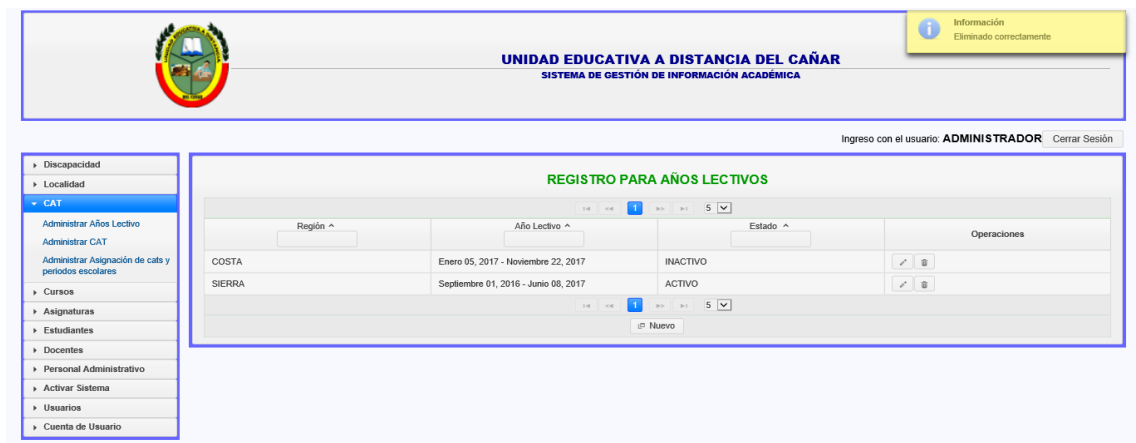 Información
Eliminado correctamente
UNIDAD EDUCATIVA A DISTANCIA DEL CAÑAR
SISTEMA DE GESTIÓN DE INFORMACIÓN ACADÉMICA
Ingreso con el usuario: ADMINISTRADOR Cerrar Sesión
Discapacidad
Localidad
CAT
Administrar Años Lectivo
Administrar CAT
Administrar Asignación de cats y
periodos escolares
Cursos
Asignaturas
Estudiantes
Docentes
Personal Administrativo
Activar Sistema
Usuarios
Cuenta de Usuario
REGISTRO PARA AÑOS LECTIVOS
1 5
Región Año Lectivo Estado Operaciones
COSTA Enero 05, 2017 - Noviembre 22, 2017 INACTIVO
SIERRA Septiembre 01, 2016 - Junio 08, 2017 ACTIVO
1 5
Nuevo